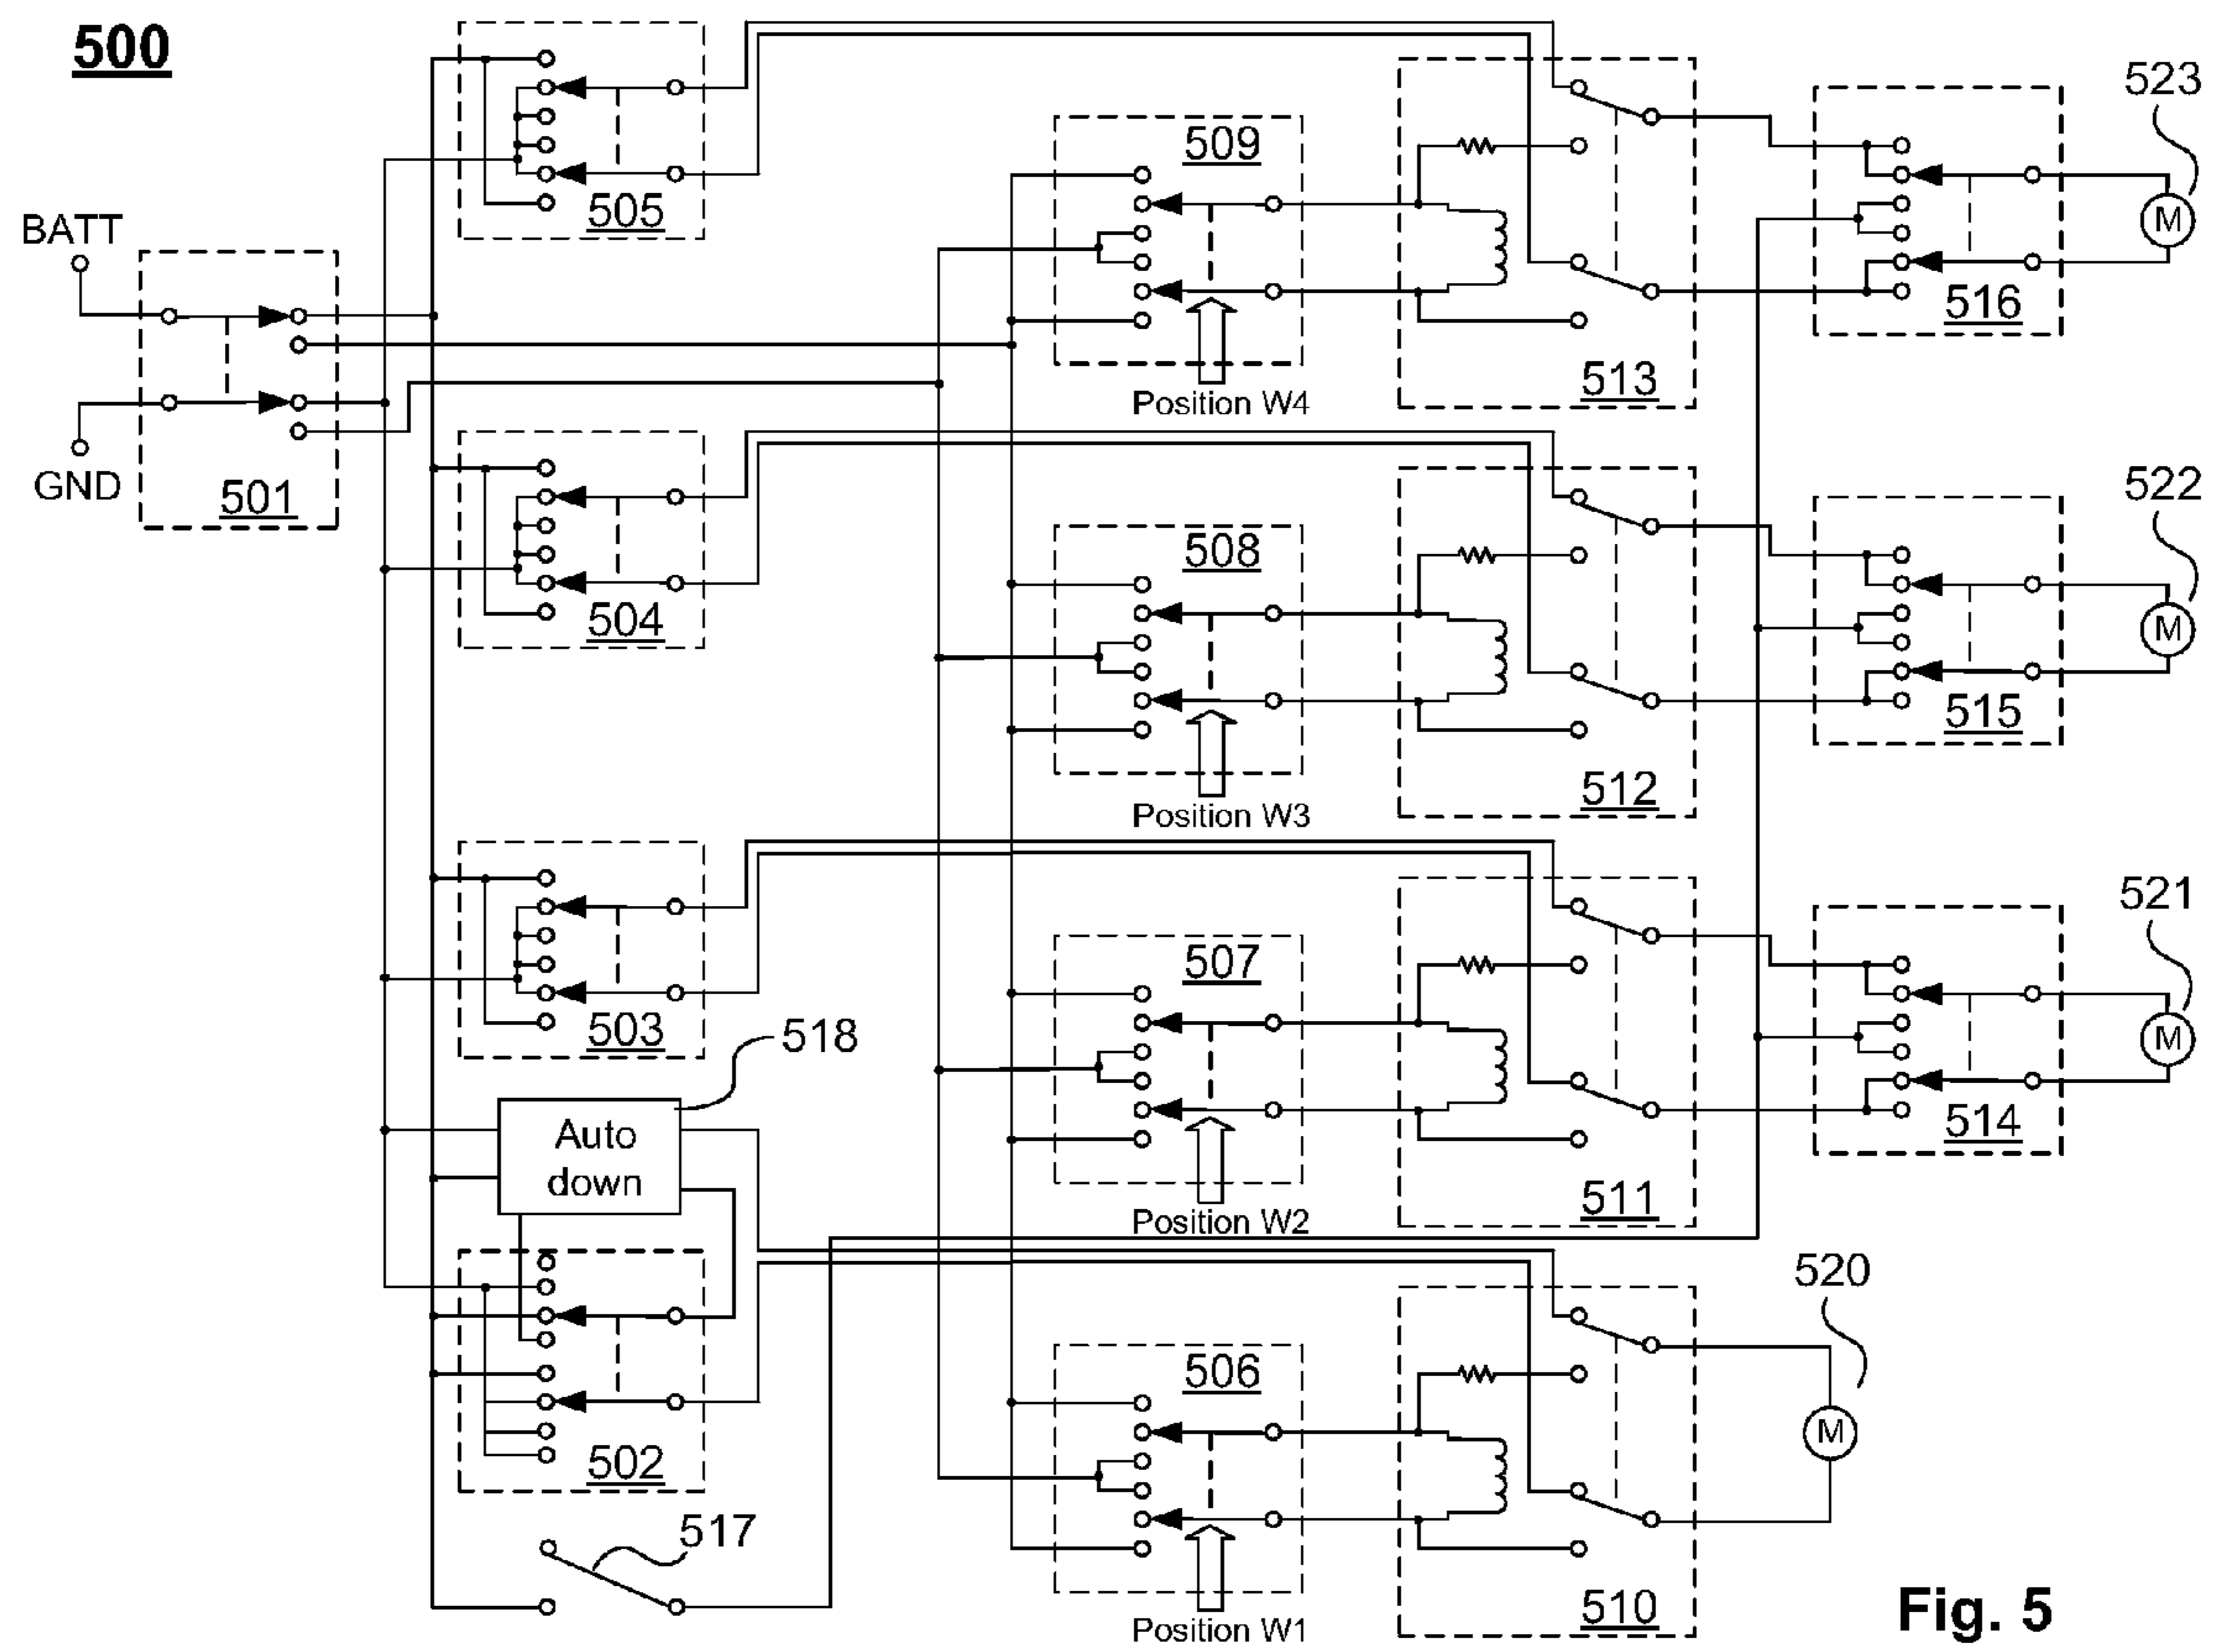 500
505
BATT
GND
501
509
Position W4
513
523
M
516
504
508
Position W3
512
522
M
515
503
518
Auto
down
507
Position W2
511
521
M
514
502
517
506
Position W1
510
520
M
Fig. 5